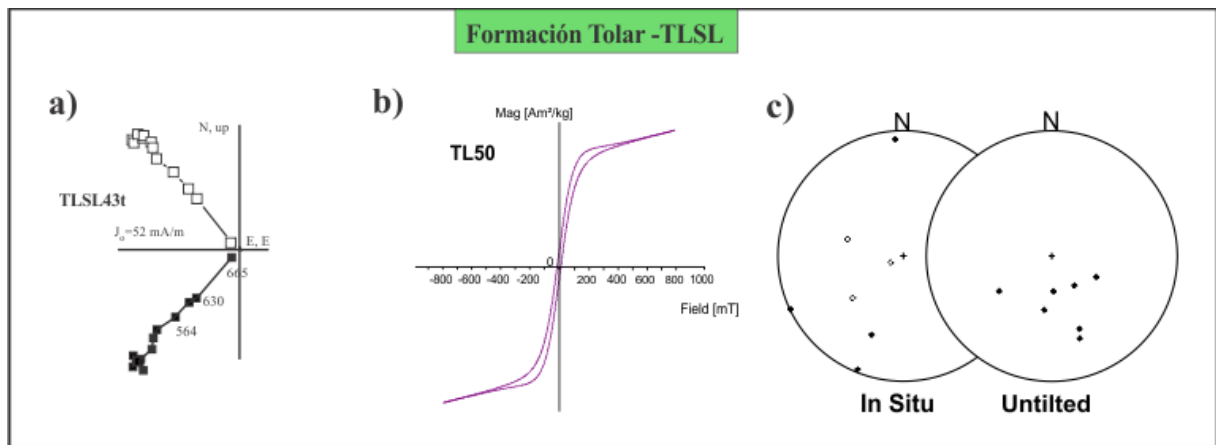 Formación Tolar -TLSL
a)
N, up
TLSL43t
J₀=52 mA/m
E, E
665
630
564
b)
Mag [Am²/kg]
TL50
0
-800 -600 -400 -200 200 400 600 800 1000
Field [mT]
c)
N
N
In Situ
Untilted